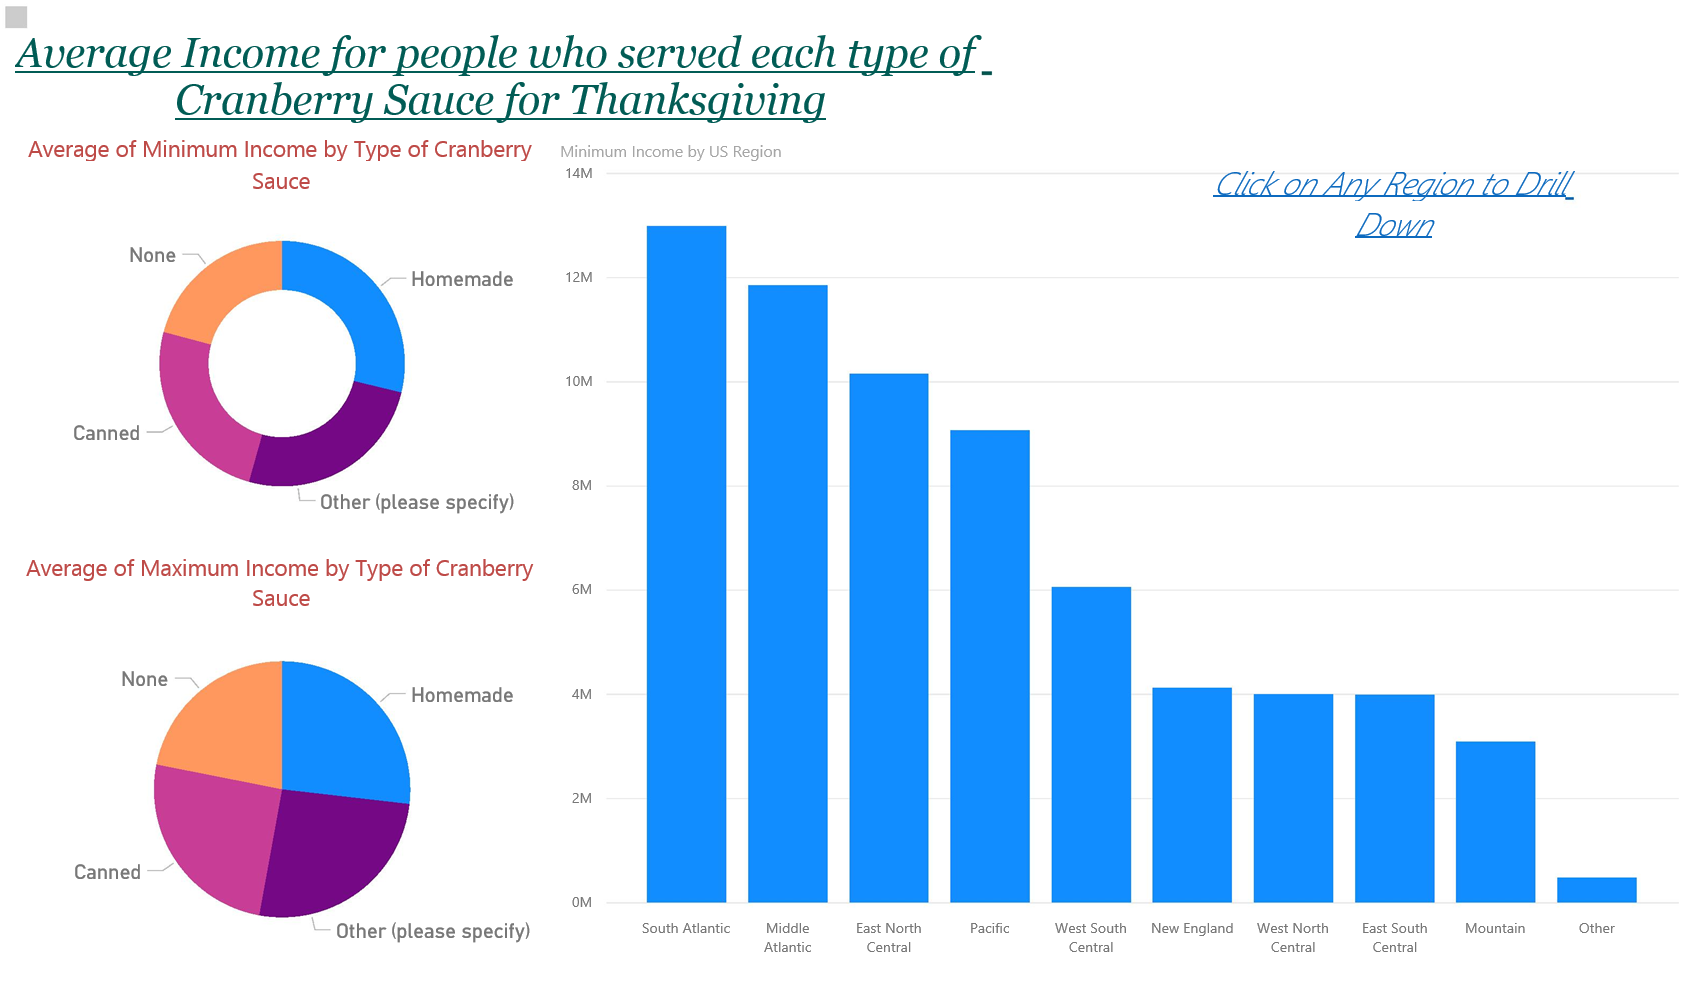 Average Income for people who served each type of
Cranberry Sauce for Thanksgiving
Average of Minimum Income by Type of Cranberry
Sauce
None
Homemade
Canned
Other (please specify)
Average of Maximum Income by Type of Cranberry
Sauce
None
Homemade
Canned
Other (please specify)
Minimum Income by US Region
Click on Any Region to Drill
Down
14M
12M
10M
8M
6M
4M
2M
0M
South Atlantic
Middle
Atlantic
East North
Central
Pacific
West South
Central
New England
West North
Central
East South
Central
Mountain
Other